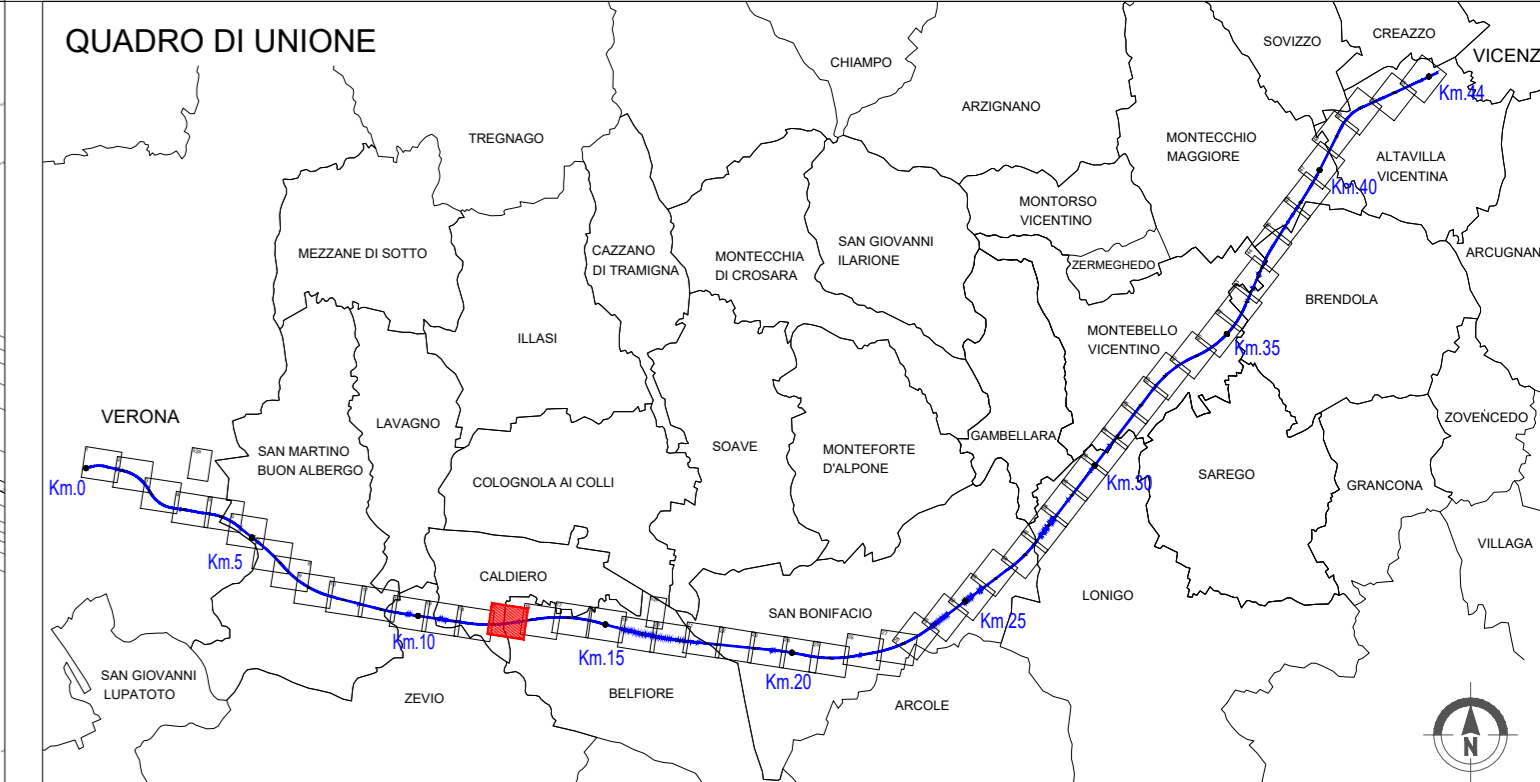 QUADRO DI UNIONE
CREAZZO
SOVIZZO
VICENZ
CHIAMPO
Km.44
ARZIGNANO
TREGNAGO
MONTECCHIO
MAGGIORE
ALTAVILLA
VICENTINA
Km.40
MONTORSO
VICENTINO
MEZZANE DI SOTTO
CAZZANO
DI TRAMIGNA
MONTECCHIA
DI CROSARA
SAN GIOVANNI
ILARIONE
ZERMEGHEDO
ARCUGNAN
BRENDOLA
ILLASI
MONTEBELLO
VICENTINO
Km.35
VERONA
LAVAGNO
SAN MARTINO
BUON ALBERGO
SOAVE
MONTEFORTE
D'ALPONE
GAMBELLARA
ZOVENCEDO
Km.0
COLOGNOLA AI COLLI
Km.30
SAREGO
GRANCONA
Km.5
VILLAGA
CALDIERO
SAN BONIFACIO
LONIGO
Km.25
Km.10
Km.15
SAN GIOVANNI
LUPATOTO
ZEVIO
BELFIORE
Km.20
ARCOLE
N